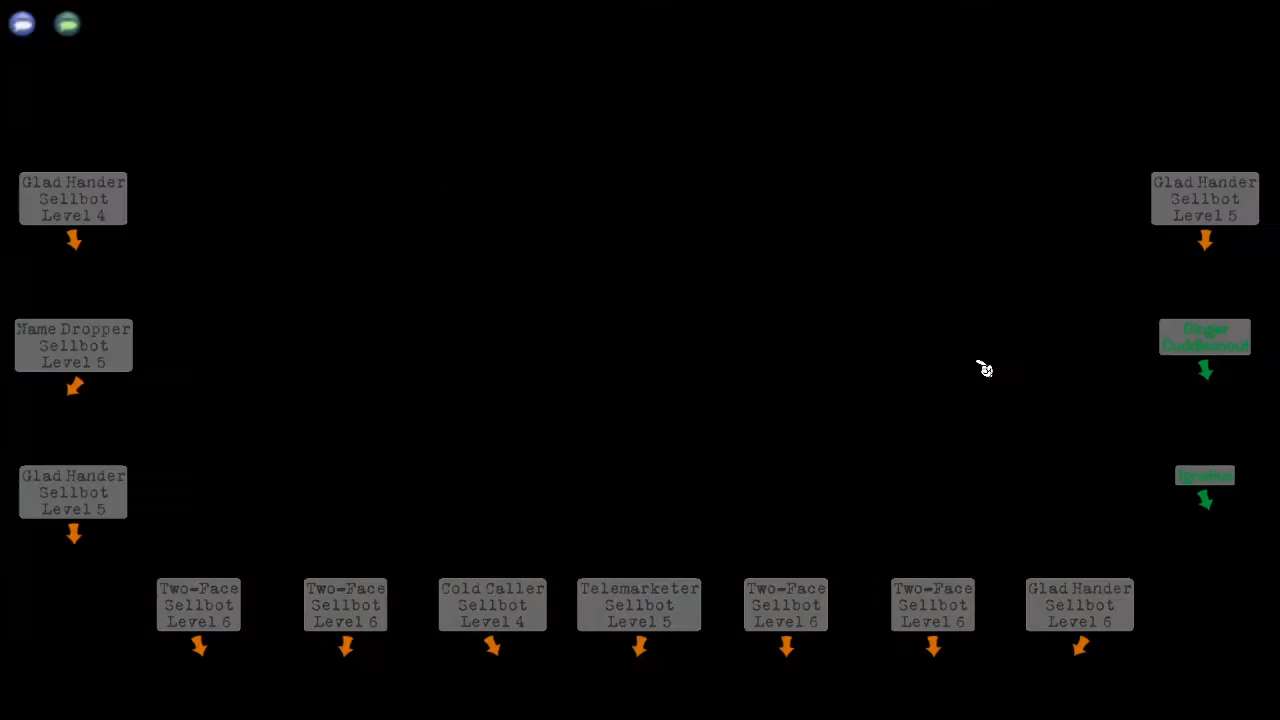 Glad Hander
Sellbot
Level 4
Glad Hander
Sellbot
Level 5
Name Dropper
Sellbot
Level 5
Ginger
Glad Hander
Sellbot
Level 5
Ignatius
Two-Face
Sellbot
Level 6
Two-Face
Sellbot
Level 6
Cold Caller
Sellbot
Level 4
Telemarketer
Sellbot
Level 5
Two-Face
Sellbot
Level 6
Two-Face
Sellbot
Level 6
Glad Hander
Sellbot
Level 6